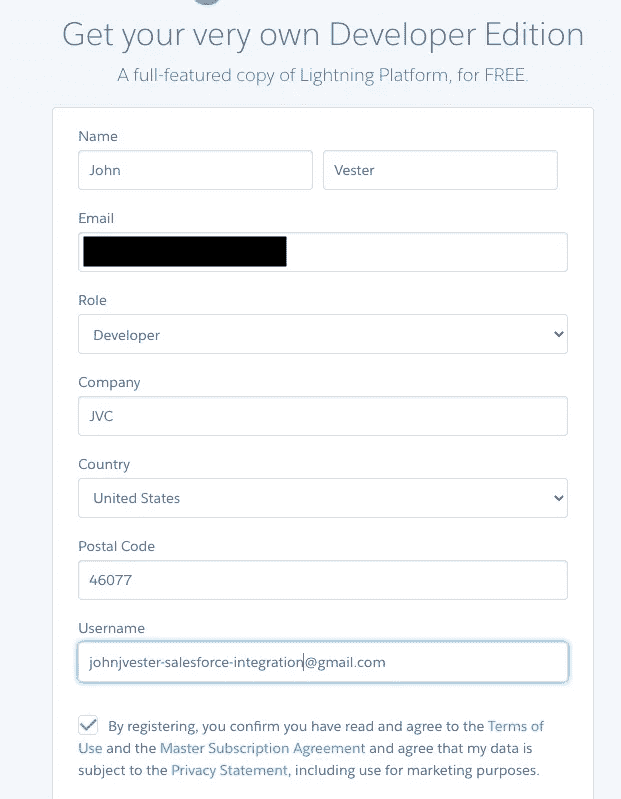 Get your very own Developer Edition
A full-featured copy of Lightning Platform, for FREE.
Name
John Vester
Email
Role
Developer
Company
JVC
Country
United States
Postal Code
46077
Username
johnjvester-salesforce-integration@gmail.com
By registering, you confirm you have read and agree to the Terms of
Use and the Master Subscription Agreement and agree that my data is
subject to the Privacy Statement, including use for marketing purposes.